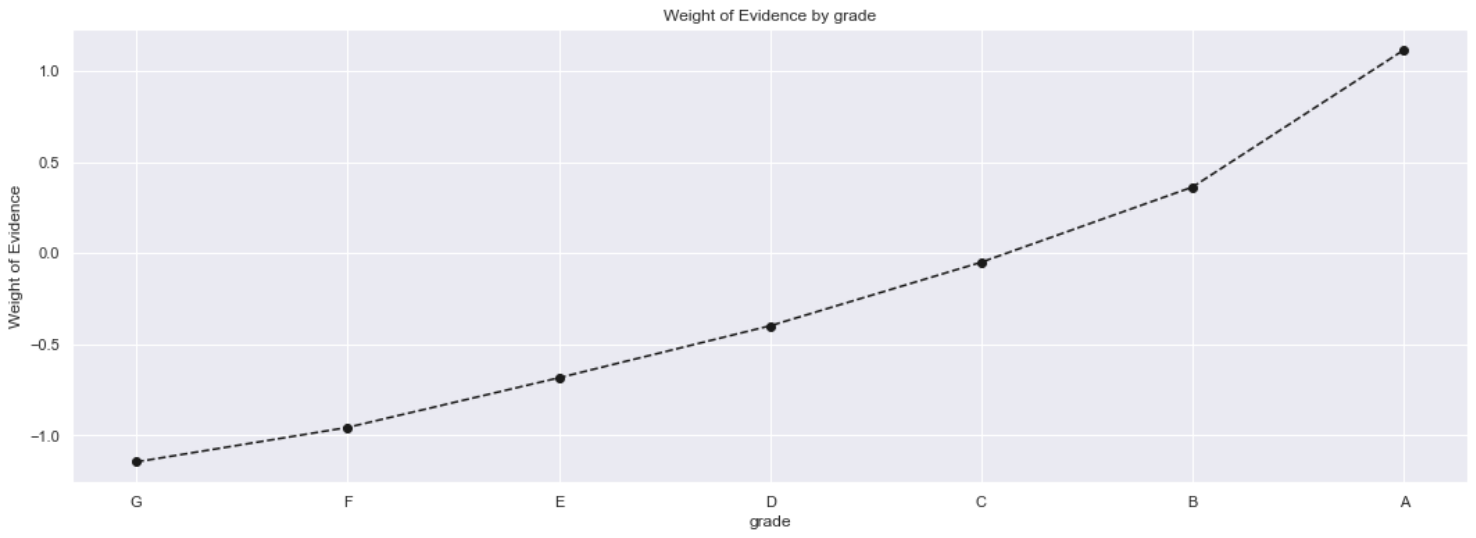 Weight of Evidence by grade
Weight of Evidence
1.0
0.5
0.0
−0.5
−1.0
G F E D C B A
grade